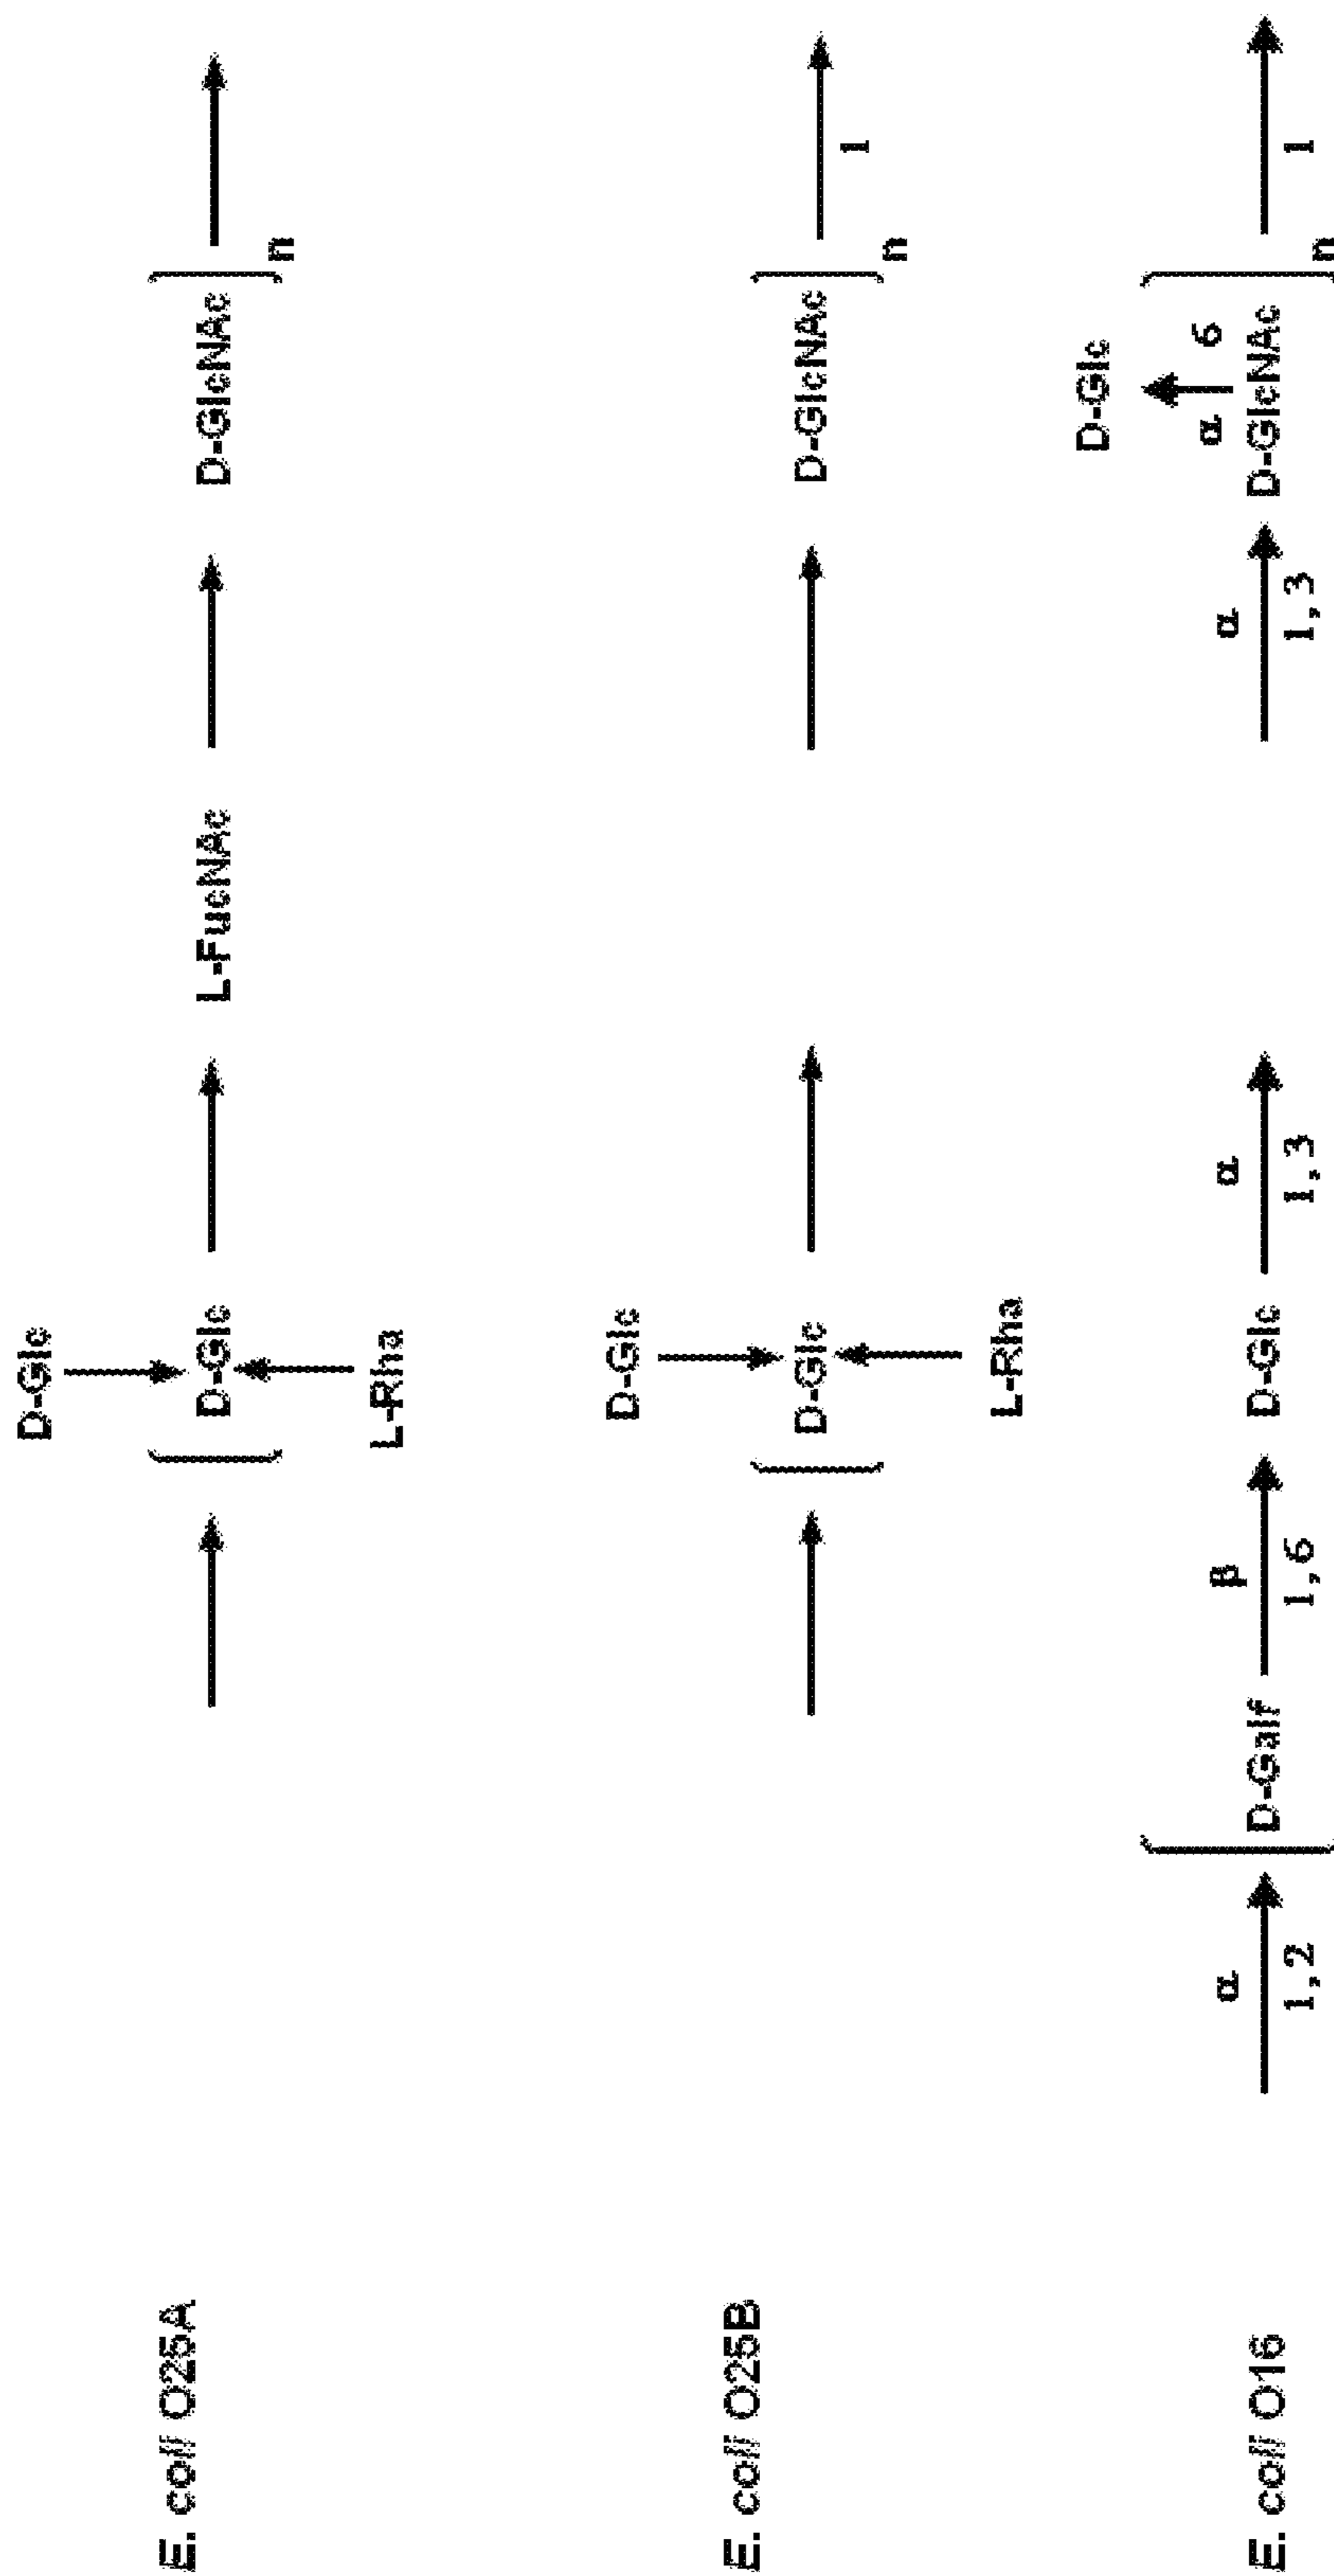 D-Glc
E. coli O25A
D-Glc
L-FucNAc
D-GlcNAc
n
L-Rha
D-Glc
E. coli O25B
D-Glc
D-GlcNAc
1
n
L-Rha
D-Glc
α 6
α β α α
E. coli O16
D-Galf
D-Glc
D-GlcNAc
1,2 1,6 1,3 1,3 1
n